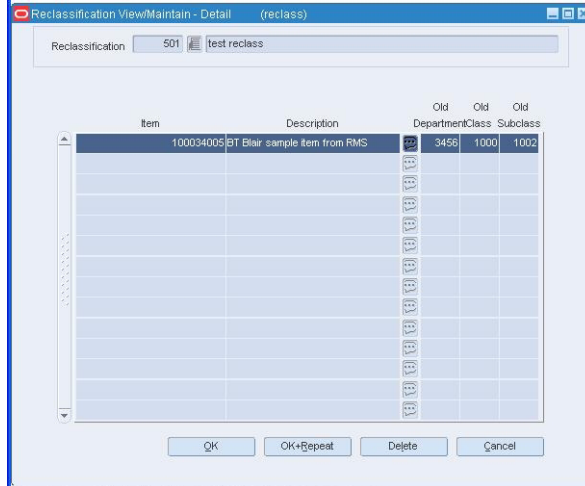 Reclassification View/Maintain - Detail (reclass)
Reclassification 501 test reclass
Old Old Old
Item Description Department Class Subclass
100034005 BT Blair sample item from RMS 3456 1000 1002
OK OK+Repeat Delete Cancel